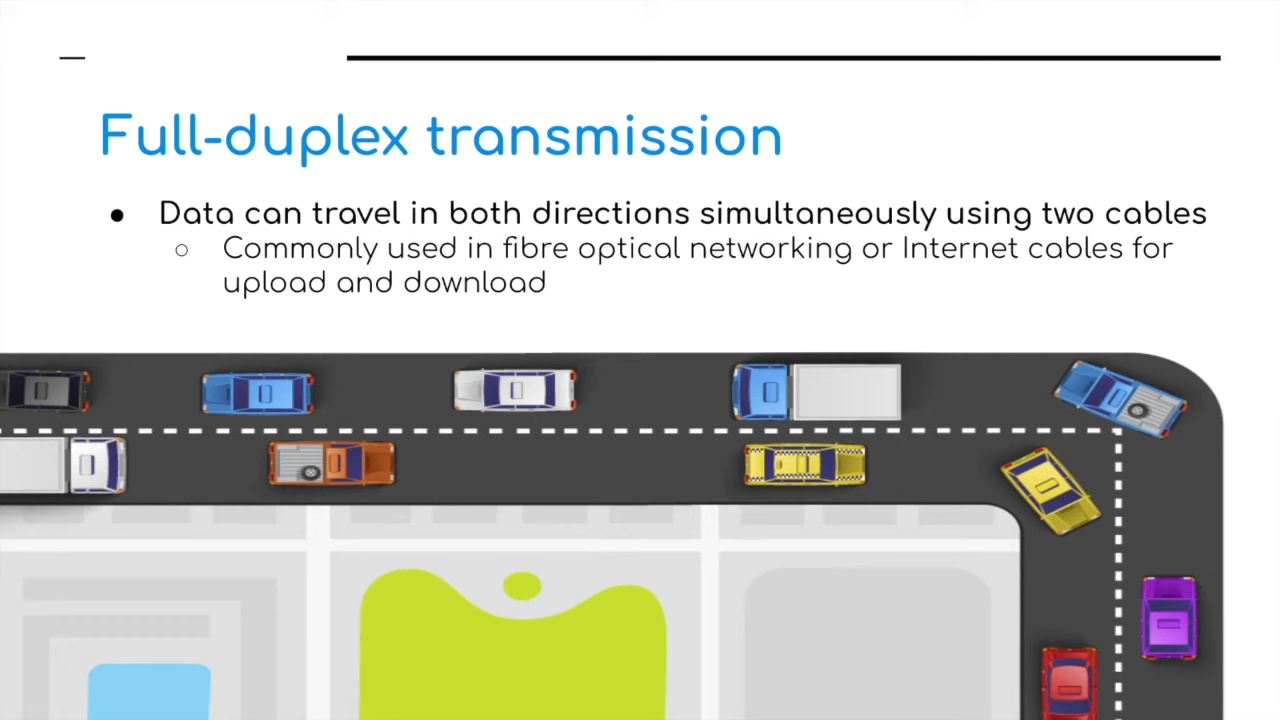 Full-duplex transmission
● Data can travel in both directions simultaneously using two cables
○ Commonly used in fibre optical networking or Internet cables for
upload and download